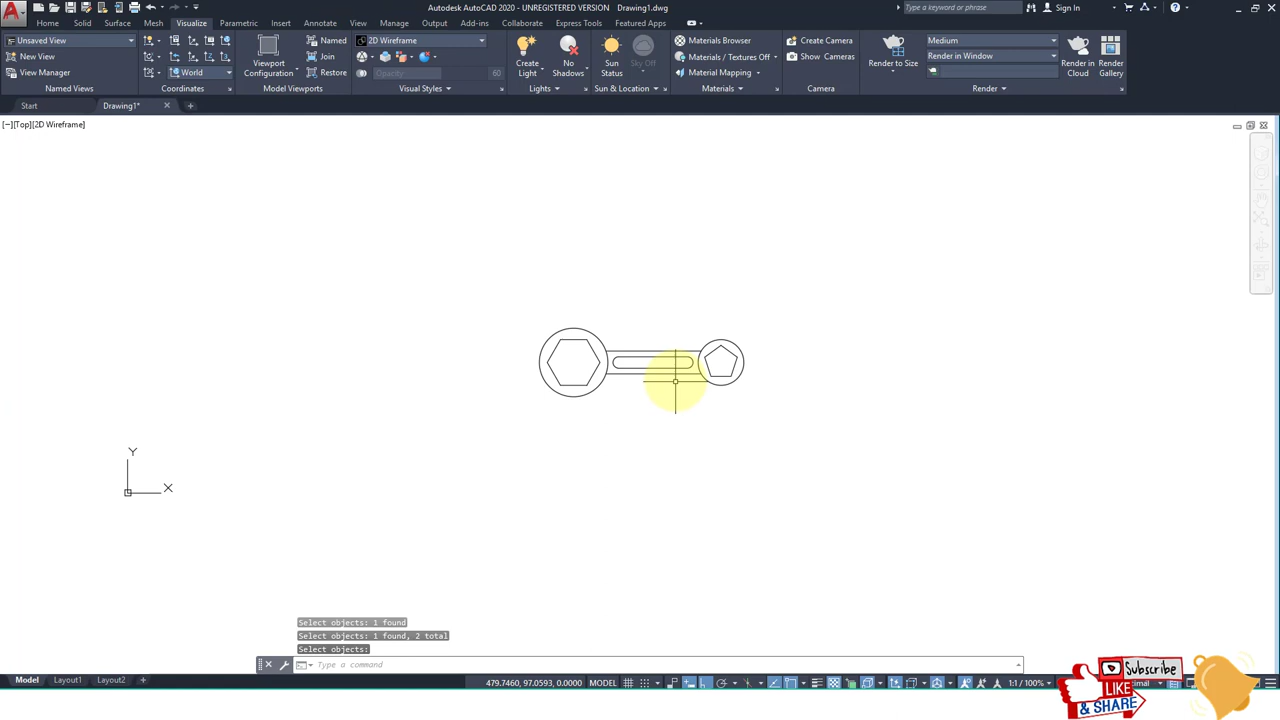 Autodesk AutoCAD 2020 - UNREGISTERED VERSION Drawing1.dwg
Type a keyword or phrase
Sign In
Home Solid Surface Mesh Visualize Parametric Insert Annotate View Manage Output Add-ins Collaborate Express Tools Featured Apps
Unsaved View
New View
View Manager
Named Views
World
Coordinates
Viewport
Configuration
Named
Join
Restore
Model Viewports
2D Wireframe
Opacity 60
Visual Styles
Create
Light
No
Shadows
Lights
Sun
Status
Sky Off
Sun & Location
Materials Browser
Materials / Textures Off
Material Mapping
Materials
Create Camera
Show Cameras
Camera
Render to Size
Medium
Render in Window
Render in
Cloud
Render
Gallery
Render
Start
Drawing1*
[−][Top][2D Wireframe]
Y
X
Select objects: 1 found
Select objects: 1 found, 2 total
Select objects:
Type a command
Model Layout1 Layout2
479.7460, 97.0593, 0.0000 MODEL
1:1 / 100%
Subscribe
LIKE
& SHARE